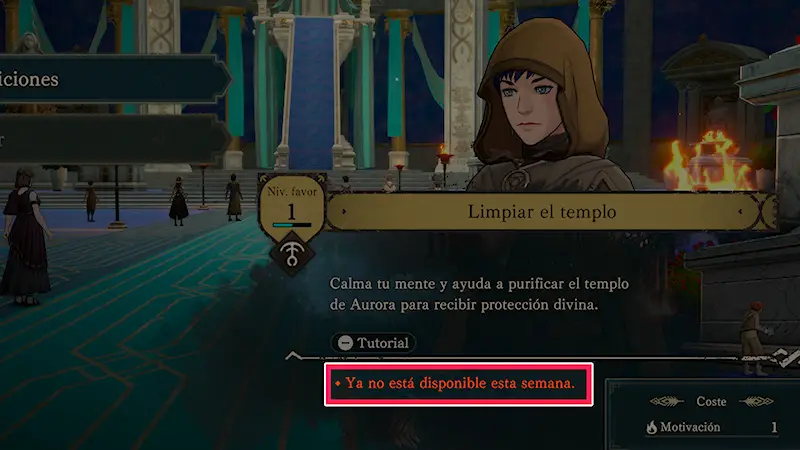 iciones
r
Niv. favor
1
Limpiar el templo
Calma tu mente y ayuda a purificar el templo
de Aurora para recibir protección divina.
Tutorial
Ya no está disponible esta semana.
Coste
Motivación 1